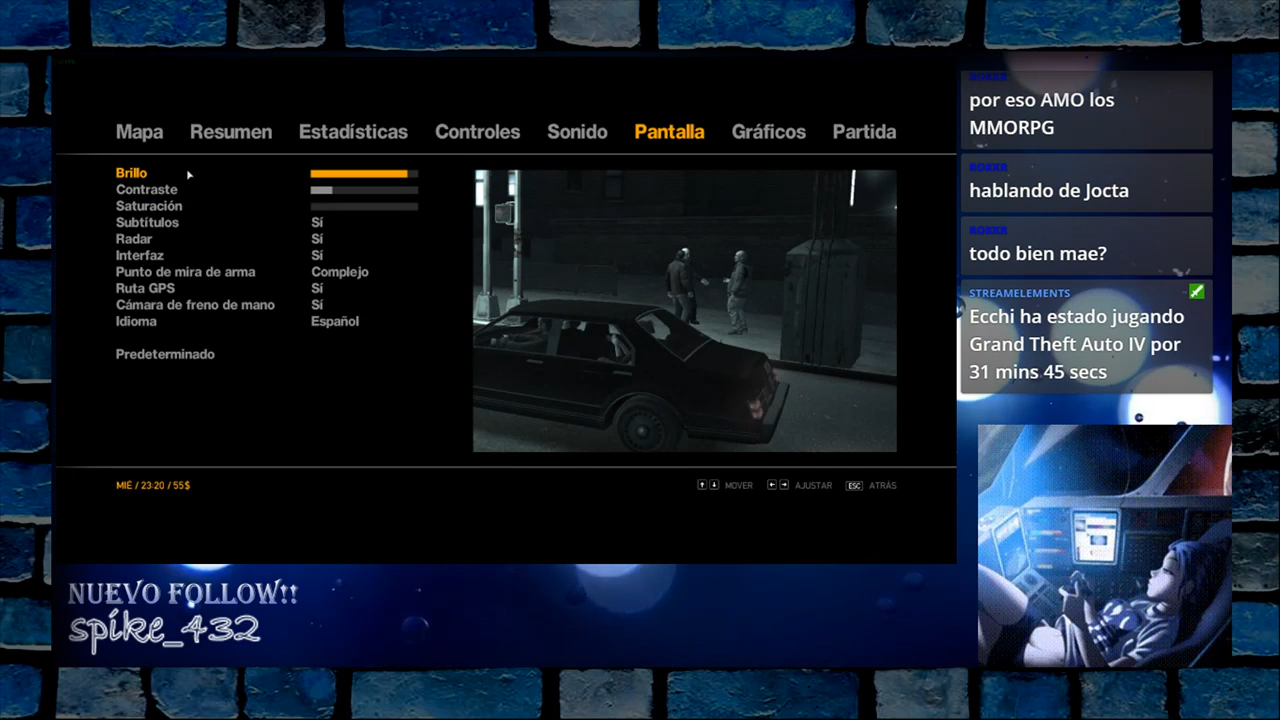 Mapa Resumen Estadísticas Controles Sonido Pantalla Gráficos Partida
Brillo
Contraste
Saturación
Subtítulos Sí
Radar Sí
Interfaz Sí
Punto de mira de arma Complejo
Ruta GPS Sí
Cámara de freno de mano Sí
Idioma Español
Predeterminado
MIÉ / 23:20 / 55$
MOVER AJUSTAR ESC ATRÁS
por eso AMO los
MMORPG
hablando de Jocta
todo bien mae?
STREAMELEMENTS
Ecchi ha estado jugando
Grand Theft Auto IV por
31 mins 45 secs
NUEVO FOLLOW!!
spike_432